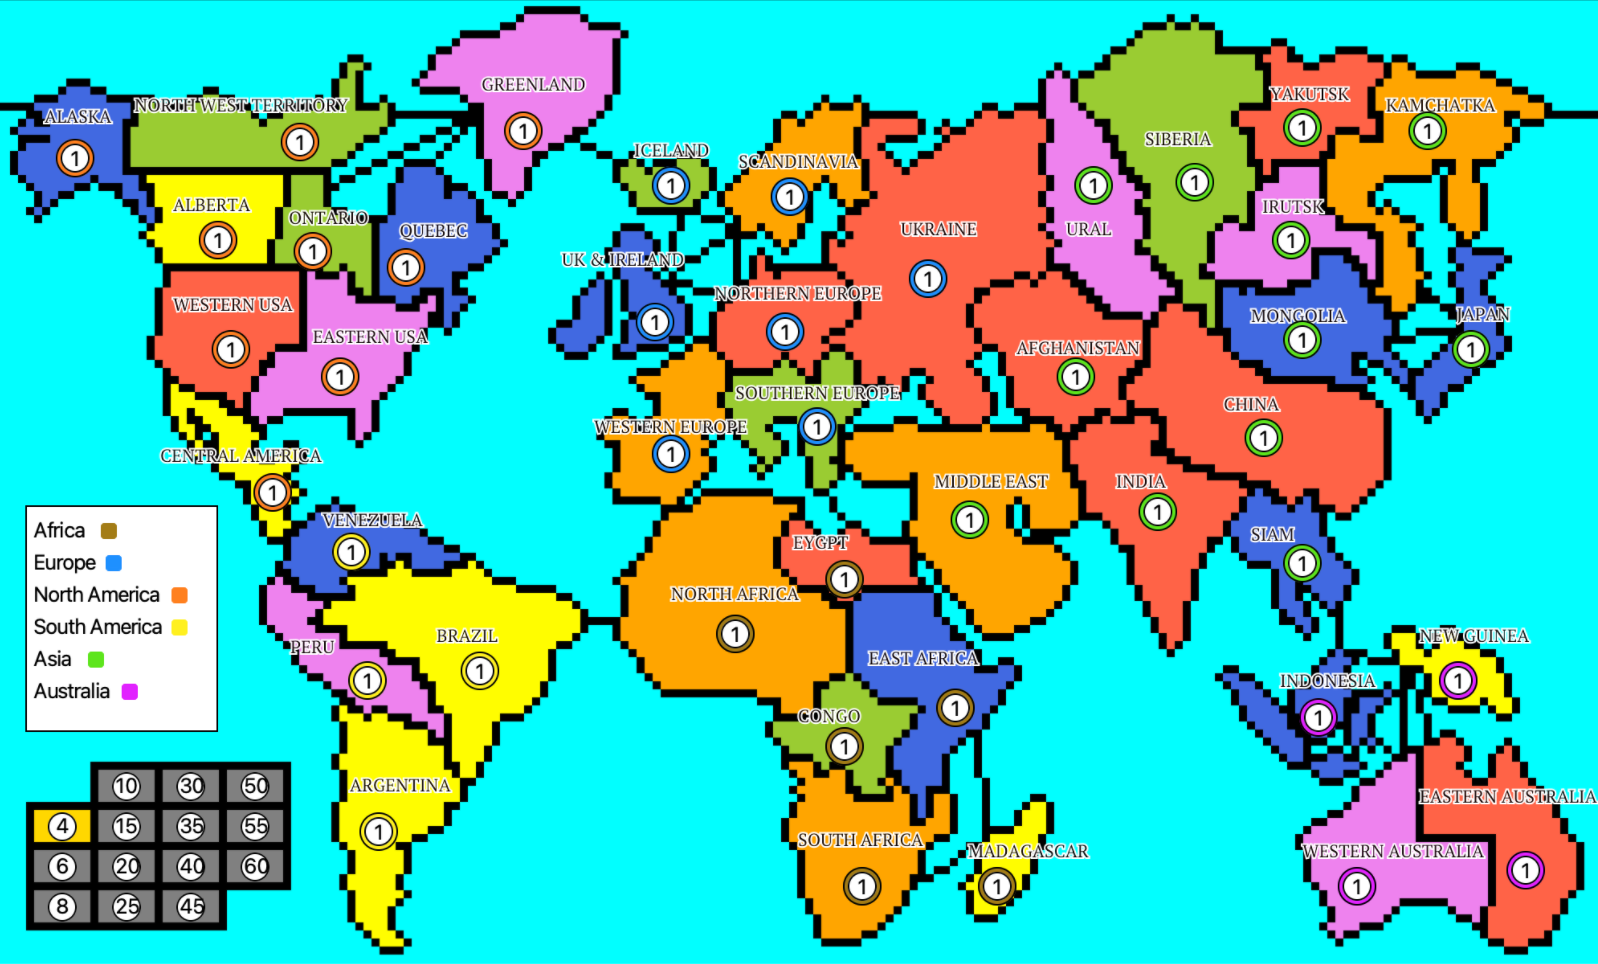 GREENLAND
NORTH WEST TERRITORY
ALASKA
1
1
1
ICELAND
1
SCANDINAVIA
1
SIBERIA
1
YAKUTSK
1
KAMCHATKA
1
ALBERTA
1
ONTARIO
1
QUEBEC
1
UK & IRELAND
1
UKRAINE
1
URAL
1
IRUTSK
1
WESTERN USA
1
EASTERN USA
1
NORTHERN EUROPE
1
AFGHANISTAN
1
MONGOLIA
1
JAPAN
1
CENTRAL AMERICA
1
WESTERN EUROPE
1
SOUTHERN EUROPE
1
MIDDLE EAST
1
INDIA
1
CHINA
1
SIAM
1
VENEZUELA
1
PERU
1
BRAZIL
1
ARGENTINA
1
NORTH AFRICA
1
EYGPT
1
EAST AFRICA
1
CONGO
1
SOUTH AFRICA
1
MADAGASCAR
1
INDONESIA
1
NEW GUINEA
1
WESTERN AUSTRALIA
1
EASTERN AUSTRALIA
1
Africa
Europe
North America
South America
Asia
Australia
10 30 50
4 15 35 55
6 20 40 60
8 25 45